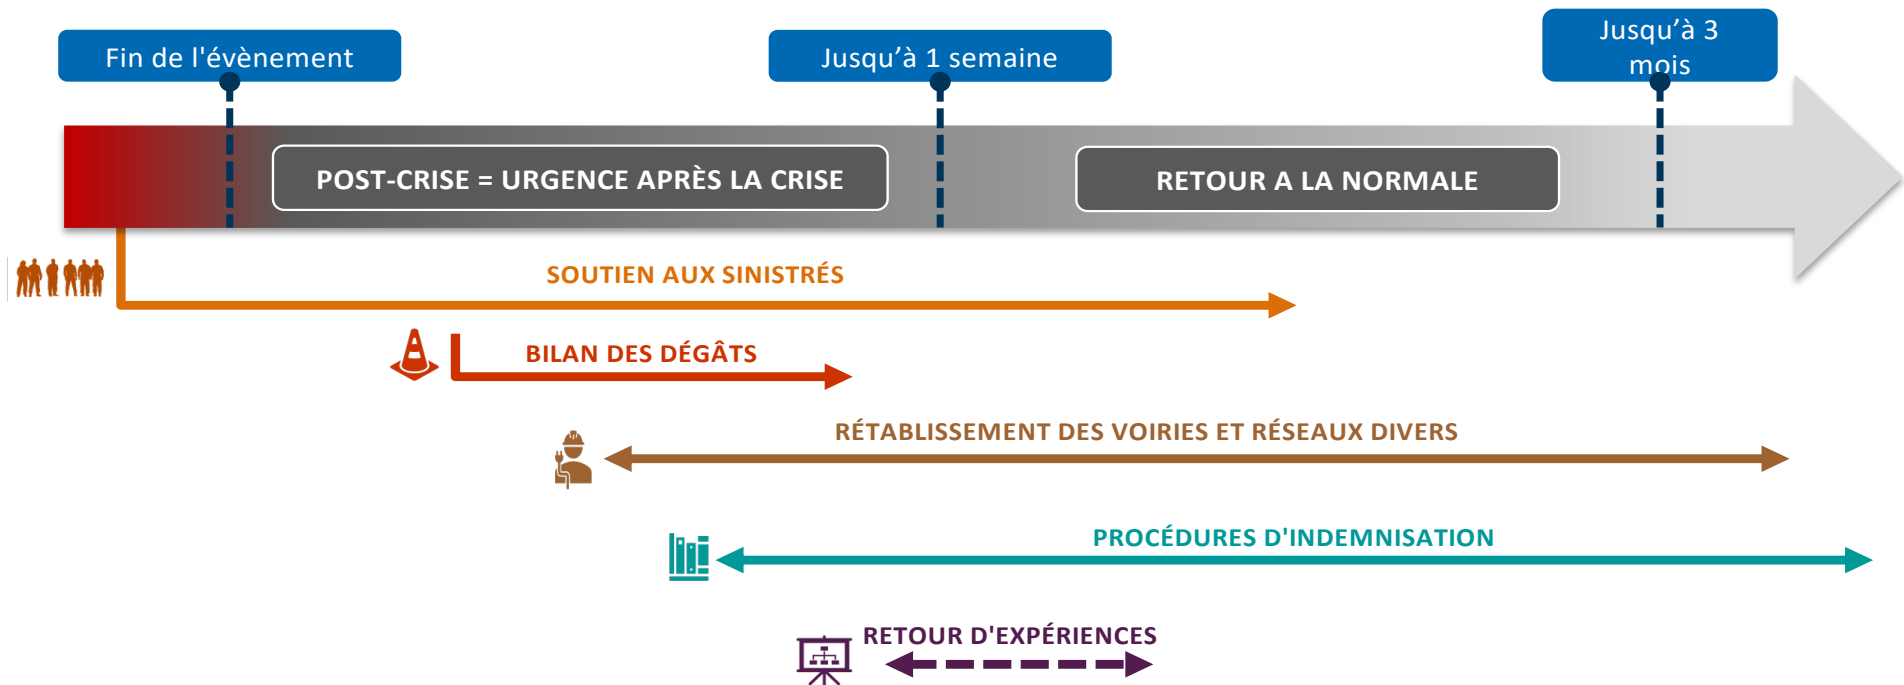 Fin de l'évènement
Jusqu’à 1 semaine
Jusqu’à 3
mois
POST-CRISE = URGENCE APRÈS LA CRISE
RETOUR A LA NORMALE
SOUTIEN AUX SINISTRÉS
BILAN DES DÉGÂTS
RÉTABLISSEMENT DES VOIRIES ET RÉSEAUX DIVERS
PROCÉDURES D'INDEMNISATION
RETOUR D'EXPÉRIENCES